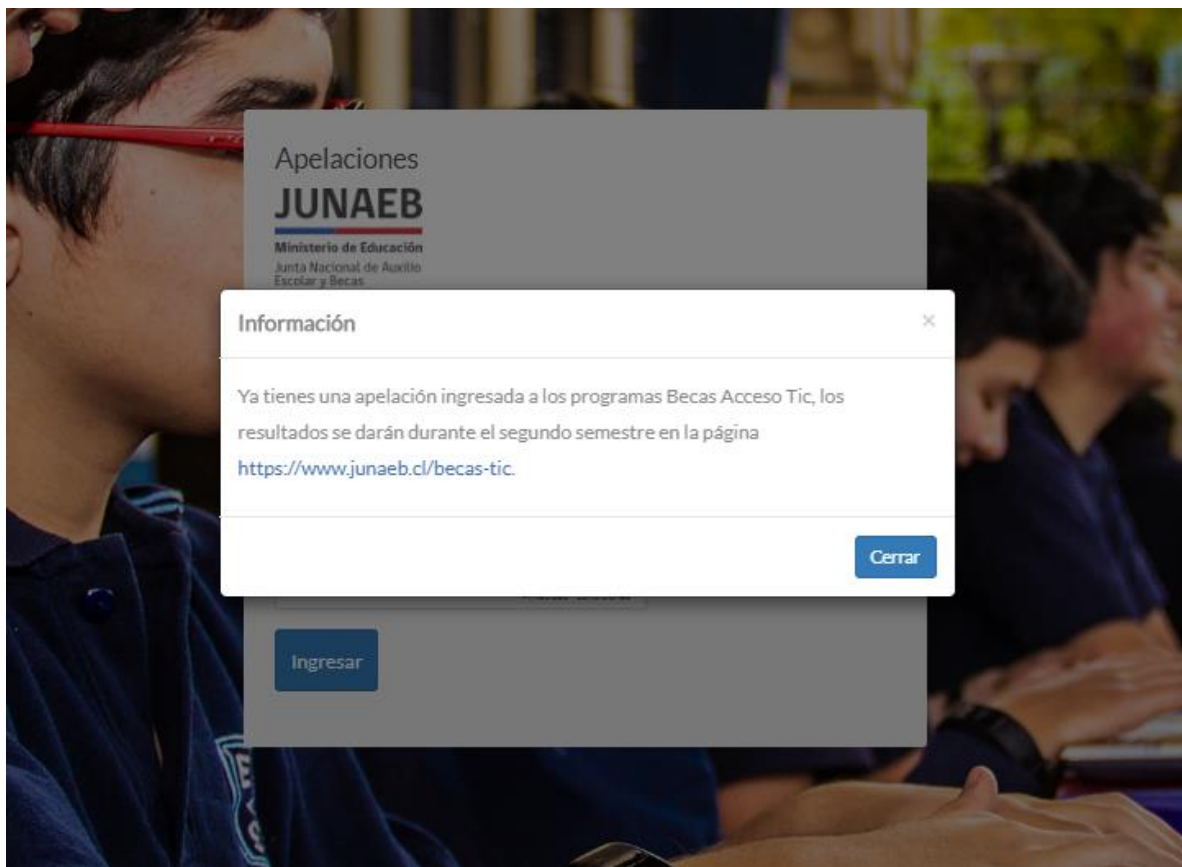 Apelaciones
JUNAEB
Ministerio de Educación
Junta Nacional de Auxilio
Escolar y Becas
Información
×
Ya tienes una apelación ingresada a los programas Becas Acceso Tic, los
resultados se darán durante el segundo semestre en la página
https://www.junaeb.cl/becas-tic.
Cerrar
Ingresar